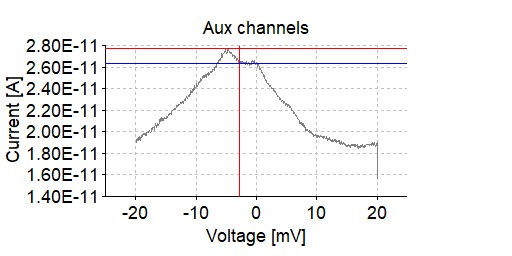 Aux channels
2.80E-11
2.60E-11
2.40E-11
2.20E-11
2.00E-11
1.80E-11
1.60E-11
1.40E-11
Current [A]
-20 -10 0 10 20
Voltage [mV]